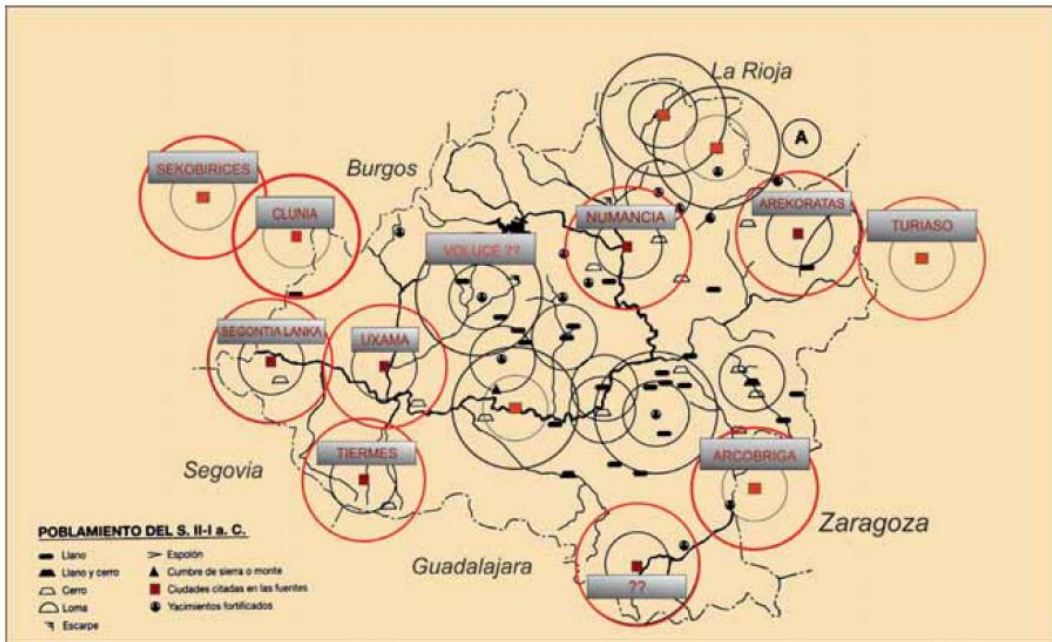 La Rioja
A
SEKOBIRICES
Burgos
CLUNIA
NUMANCIA
AREKORATAS
TURIASO
VOLUCE ??
SEGONTIA LANKA
UXAMA
TIERMES
ARCOBRIGA
Segovia
Zaragoza
Guadalajara
??
POBLAMIENTO DEL S. II-I a. C.
Llano
Llano y cerro
Cerro
Loma
Escarpe
Espolón
Cumbre de sierra o monte
Ciudades citadas en las fuentes
Yacimientos fortificados